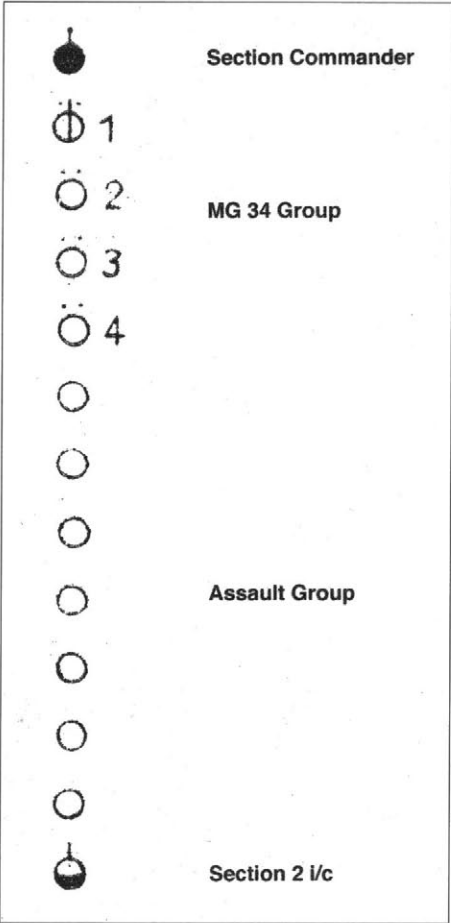 Section Commander
1
2
MG 34 Group
3
4
Assault Group
Section 2 i/c